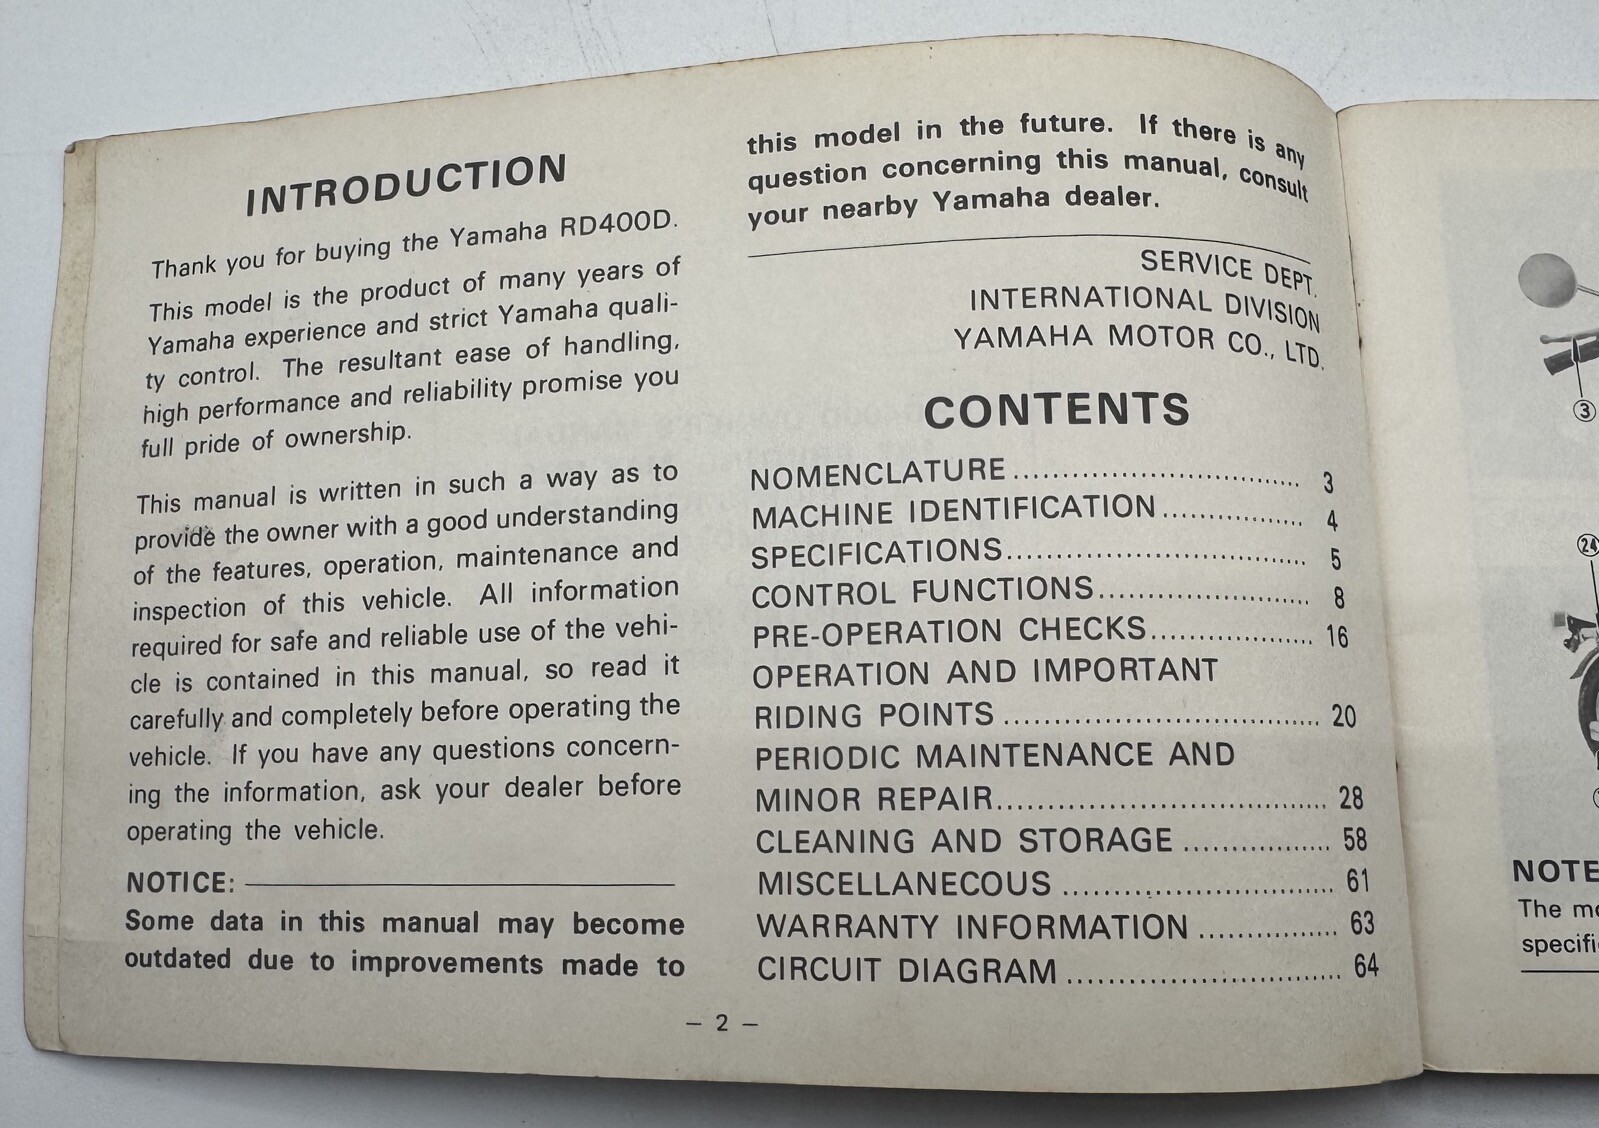 INTRODUCTION
Thank you for buying the Yamaha RD400D.
This model is the product of many years of
Yamaha experience and strict Yamaha quali-
ty control. The resultant ease of handling,
high performance and reliability promise you
full pride of ownership.
This manual is written in such a way as to
provide the owner with a good understanding
of the features, operation, maintenance and
inspection of this vehicle. All information
required for safe and reliable use of the vehi-
cle is contained in this manual, so read it
carefully and completely before operating the
vehicle. If you have any questions concern-
ing the information, ask your dealer before
operating the vehicle.
NOTICE:
Some data in this manual may become
outdated due to improvements made to
this model in the future. If there is any
question concerning this manual, consult
your nearby Yamaha dealer.
SERVICE DEPT.
INTERNATIONAL DIVISION
YAMAHA MOTOR CO., LTD.
CONTENTS
NOMENCLATURE .............................. 3
MACHINE IDENTIFICATION ................. 4
SPECIFICATIONS .............................. 5
CONTROL FUNCTIONS ........................ 8
PRE-OPERATION CHECKS ................... 16
OPERATION AND IMPORTANT
RIDING POINTS ................................ 20
PERIODIC MAINTENANCE AND
MINOR REPAIR ................................. 28
CLEANING AND STORAGE ................. 58
MISCELLANECOUS ............................ 61
WARRANTY INFORMATION ................ 63
CIRCUIT DIAGRAM ............................ 64
– 2 –
3
24
NOTE
The mo
specifi